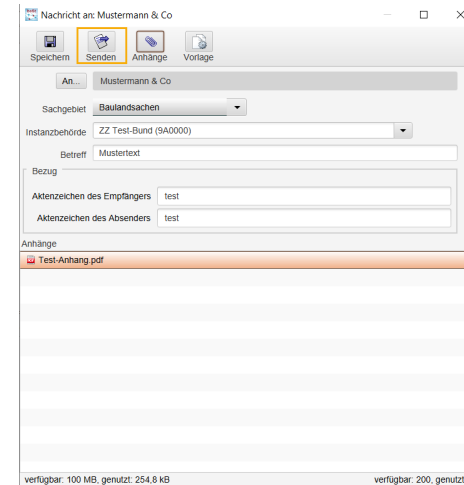 Nachricht an: Mustermann & Co
Speichern Senden Anhänge Vorlage
An... Mustermann & Co
Sachgebiet Baulandsachen
Instanzbehörde ZZ Test-Bund (9A0000)
Betreff Mustertext
Bezug
Aktenzeichen des Empfängers test
Aktenzeichen des Absenders test
Anhänge
Test-Anhang.pdf
verfügbar: 100 MB, genutzt: 254,8 kB verfügbar: 200, genutzt